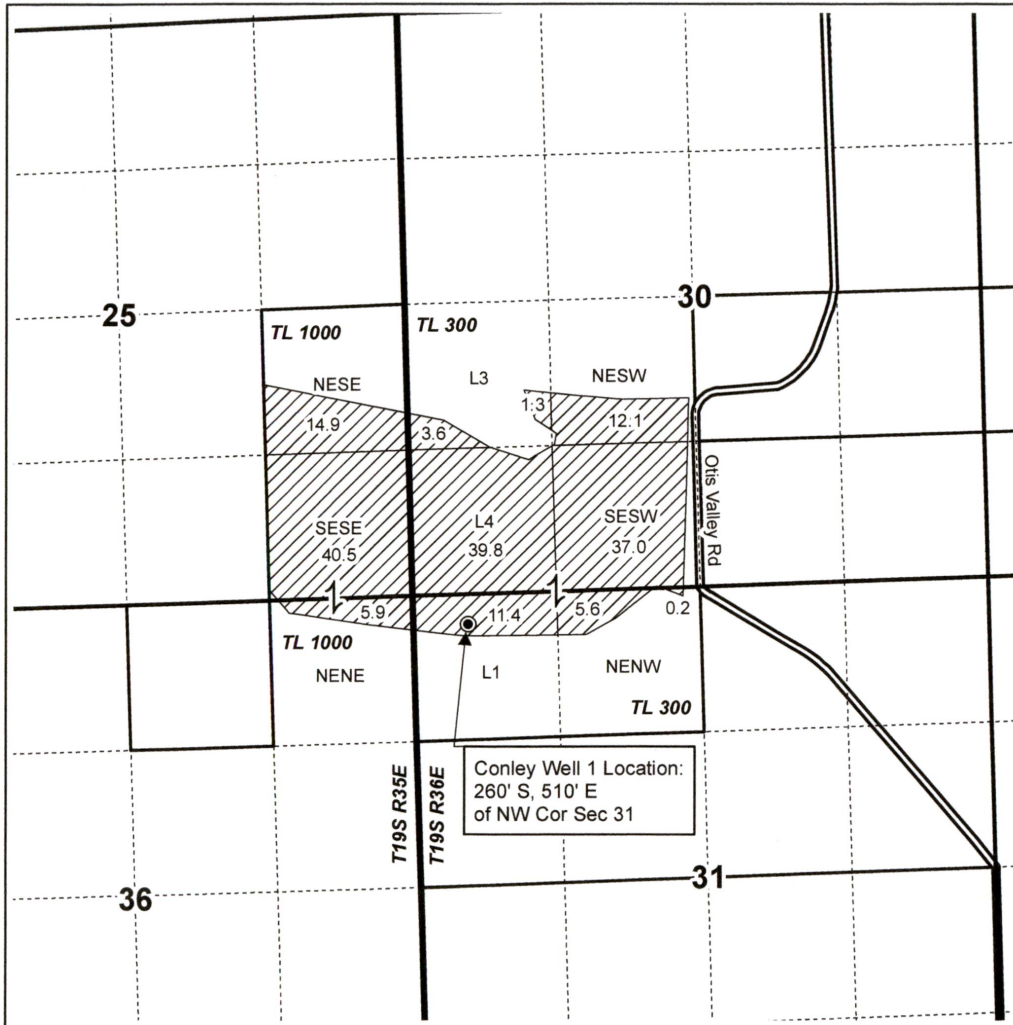 25
30
TL 1000
TL 300
NESE
L3
NESW
14.9
3.6
1.3
12.1
Otis Valley Rd
SESE
40.5
L4
39.8
SESW
37.0
5.9
11.4
5.6
0.2
TL 1000
NENE
L1
NENW
TL 300
Conley Well 1 Location:
260' S, 510' E
of NW Cor Sec 31
T19S R35E
T19S R36E
36
31